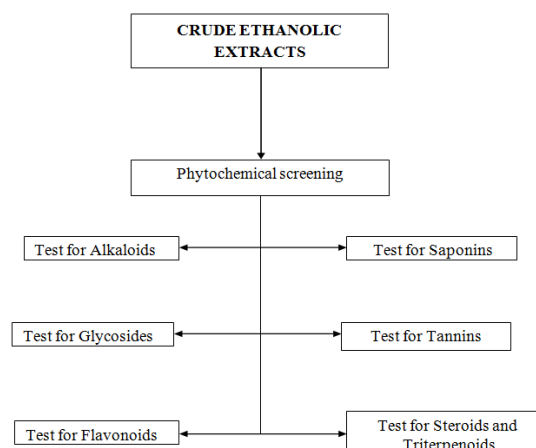 CRUDE ETHANOLIC
EXTRACTS
Phytochemical screening
Test for Alkaloids
Test for Saponins
Test for Glycosides
Test for Tannins
Test for Flavonoids
Test for Steroids and
Triterpenoids